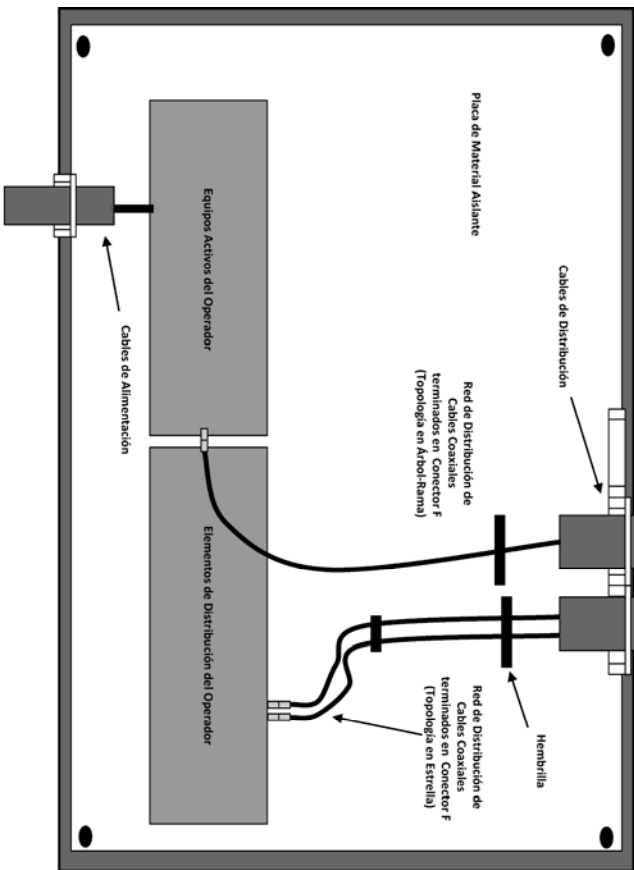 Placa de Material Aislante
Cables de Distribución
Red de Distribución de
Cables Coaxiales
terminados en Conector F
(Topología en Árbol-Rama)
Hembrilla
Red de Distribución de
Cables Coaxiales
terminados en Conector F
(Topología en Estrella)
Equipos Activos del Operador
Elementos de Distribución del Operador
Cables de Alimentación